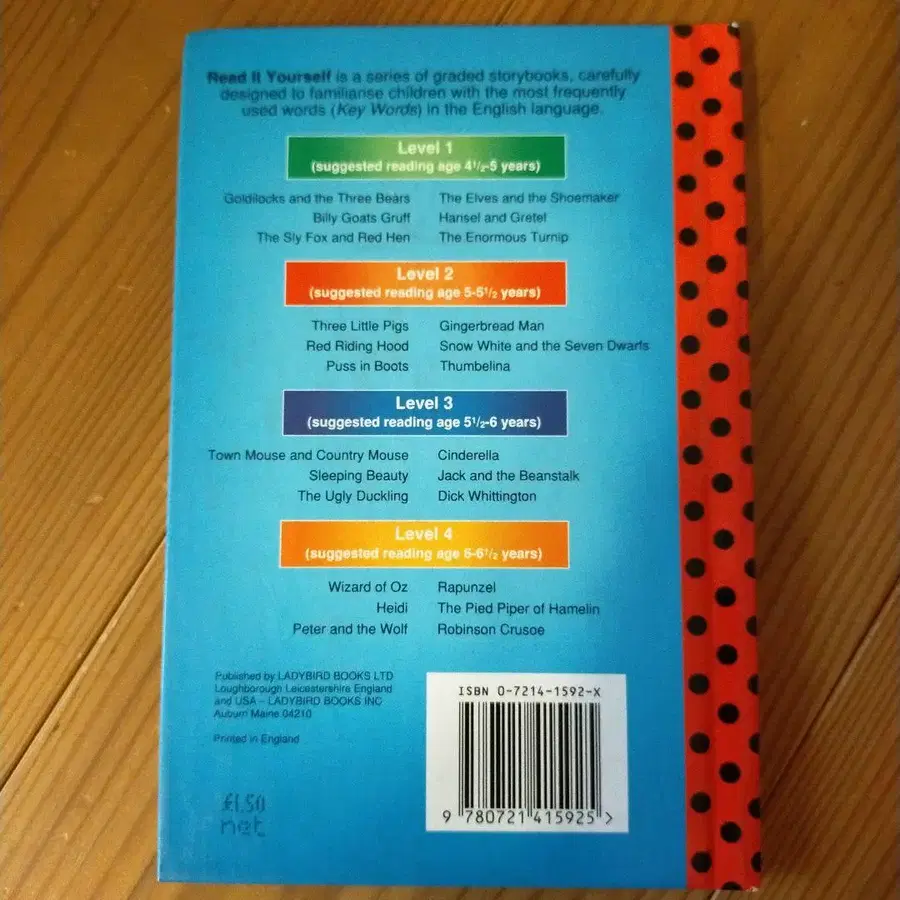 Read It Yourself is a series of graded storybooks, carefully
designed to familiarise children with the most frequently
used words (Key Words) in the English language.
Level 1
(suggested reading age 4½-5 years)
Goldilocks and the Three Bears The Elves and the Shoemaker
Billy Goats Gruff Hansel and Gretel
The Sly Fox and Red Hen The Enormous Turnip
Level 2
(suggested reading age 5-5½ years)
Three Little Pigs Gingerbread Man
Red Riding Hood Snow White and the Seven Dwarfs
Puss in Boots Thumbelina
Level 3
(suggested reading age 5½-6 years)
Town Mouse and Country Mouse Cinderella
Sleeping Beauty Jack and the Beanstalk
The Ugly Duckling Dick Whittington
Level 4
(suggested reading age 6-6½ years)
Wizard of Oz Rapunzel
Heidi The Pied Piper of Hamelin
Peter and the Wolf Robinson Crusoe
Published by LADYBIRD BOOKS LTD
Loughborough Leicestershire England
and USA – LADYBIRD BOOKS INC
Auburn Maine 04210
Printed in England
£1.50
net
ISBN 0-7214-1592-X
9 780721 415925 >